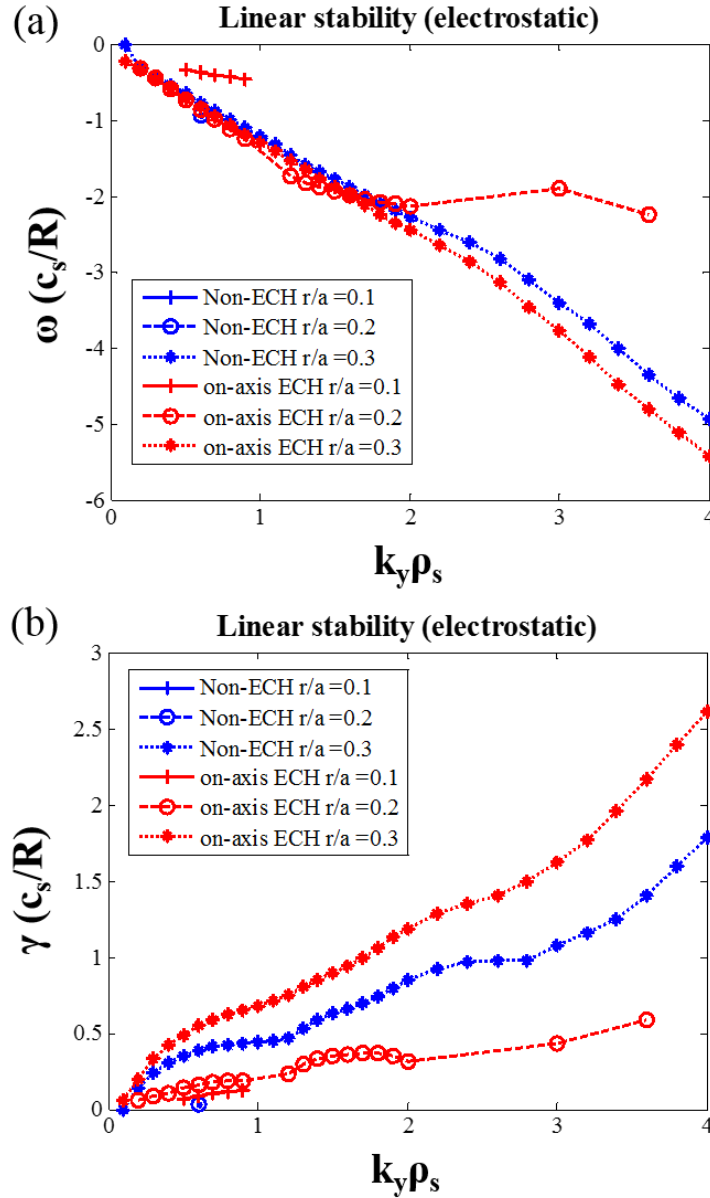 (a)
Linear stability (electrostatic)
0
-1
-2
-3
-4
-5
-6
ω (c_s/R)
Non-ECH r/a =0.1
Non-ECH r/a =0.2
Non-ECH r/a =0.3
on-axis ECH r/a =0.1
on-axis ECH r/a =0.2
on-axis ECH r/a =0.3
0 1 2 3 4
k_yρ_s
(b)
Linear stability (electrostatic)
3
2.5
2
1.5
1
0.5
0
γ (c_s/R)
Non-ECH r/a =0.1
Non-ECH r/a =0.2
Non-ECH r/a =0.3
on-axis ECH r/a =0.1
on-axis ECH r/a =0.2
on-axis ECH r/a =0.3
0 1 2 3 4
k_yρ_s